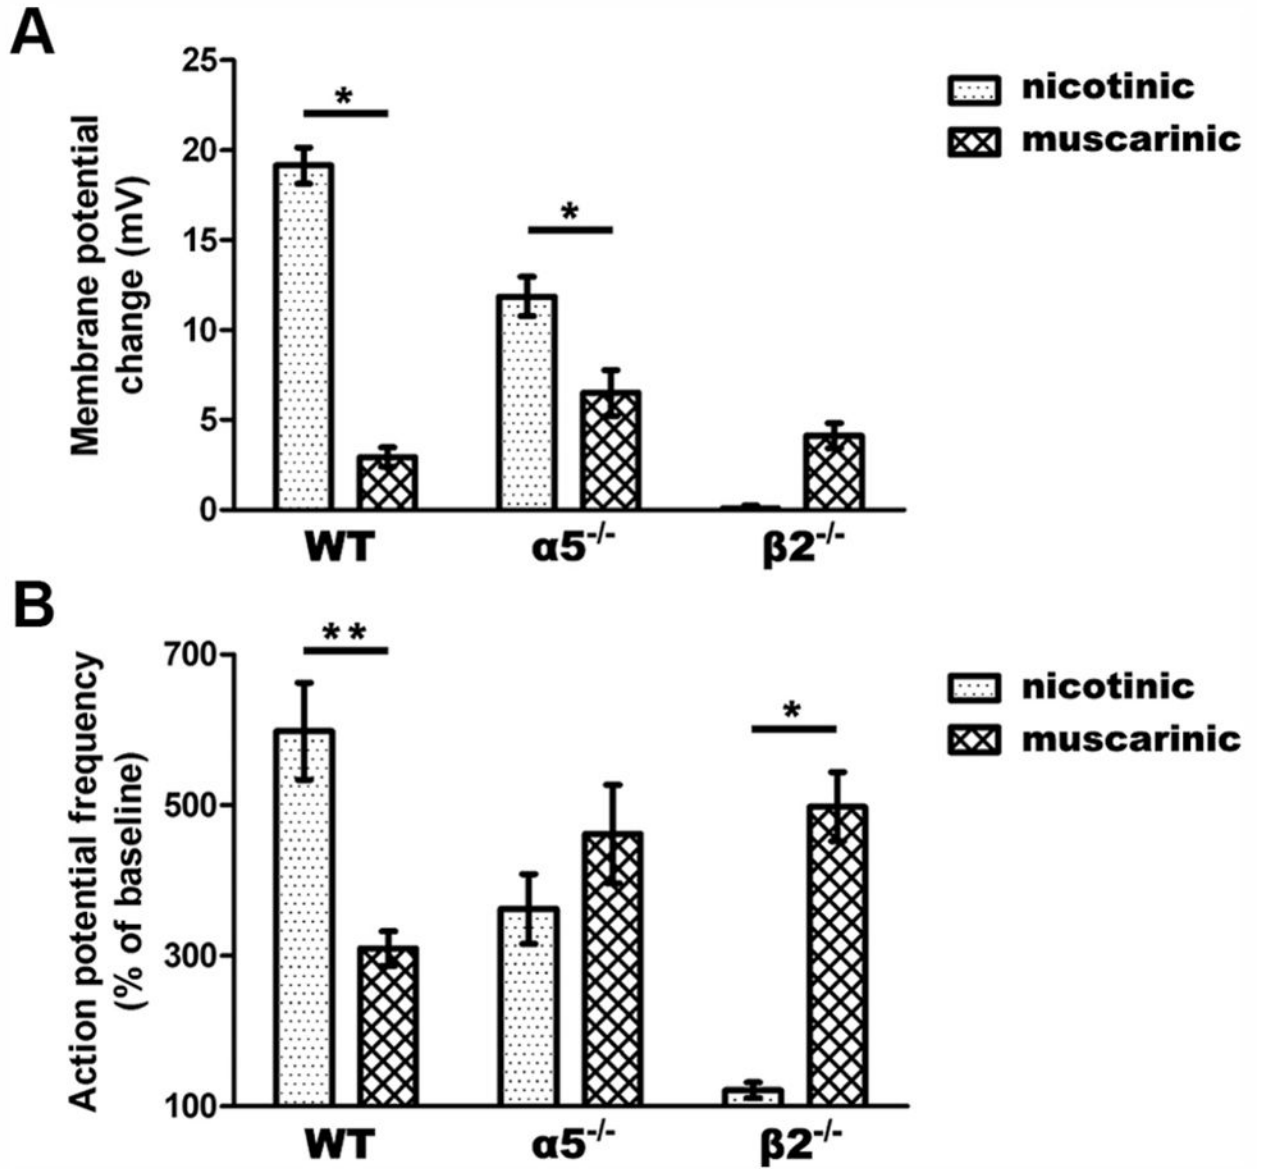 A
Membrane potential
change (mV)
25
20
15
10
5
0
*
*
nicotinic
muscarinic
WT
α5-/-
β2-/-
B
Action potential frequency
(% of baseline)
700
500
300
100
**
*
nicotinic
muscarinic
WT
α5-/-
β2-/-